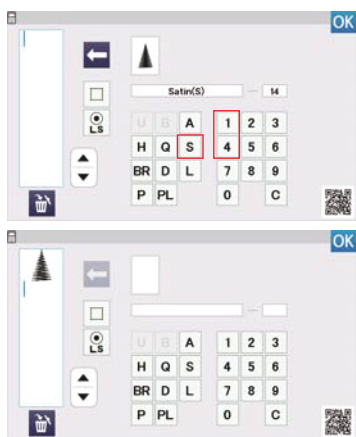 OK
Satin(S) — 14
LS
U B A 1 2 3
H Q S 4 5 6
BR D L 7 8 9
P PL 0 C
OK
—
LS
U B A 1 2 3
H Q S 4 5 6
BR D L 7 8 9
P PL 0 C